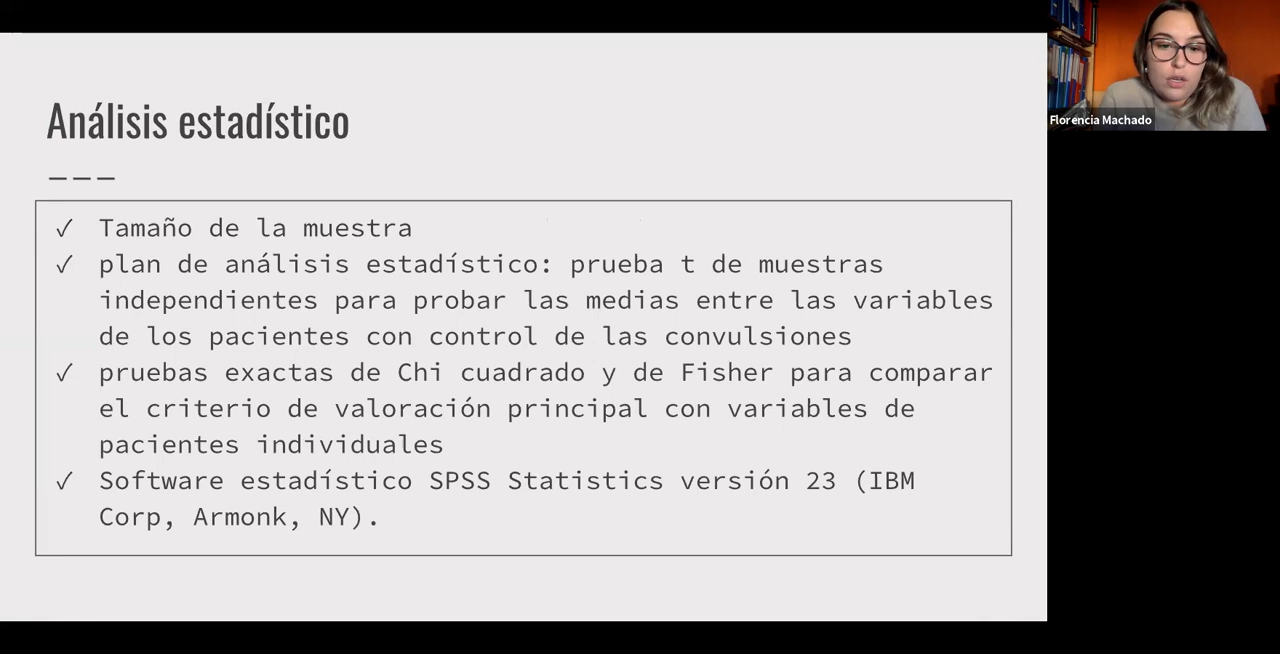 Análisis estadístico
✓ Tamaño de la muestra
✓ plan de análisis estadístico: prueba t de muestras
independientes para probar las medias entre las variables
de los pacientes con control de las convulsiones
✓ pruebas exactas de Chi cuadrado y de Fisher para comparar
el criterio de valoración principal con variables de
pacientes individuales
✓ Software estadístico SPSS Statistics versión 23 (IBM
Corp, Armonk, NY).
Florencia Machado